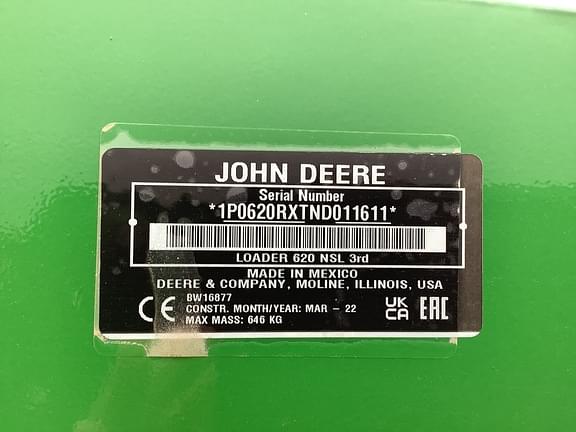 JOHN DEERE
Serial Number
*1P0620RXTND011611*
LOADER 620 NSL 3rd
MADE IN MEXICO
DEERE & COMPANY, MOLINE, ILLINOIS, USA
BW16877
CONSTR. MONTH/YEAR: MAR – 22
MAX MASS: 646 KG
CE
UK
CA
EAC